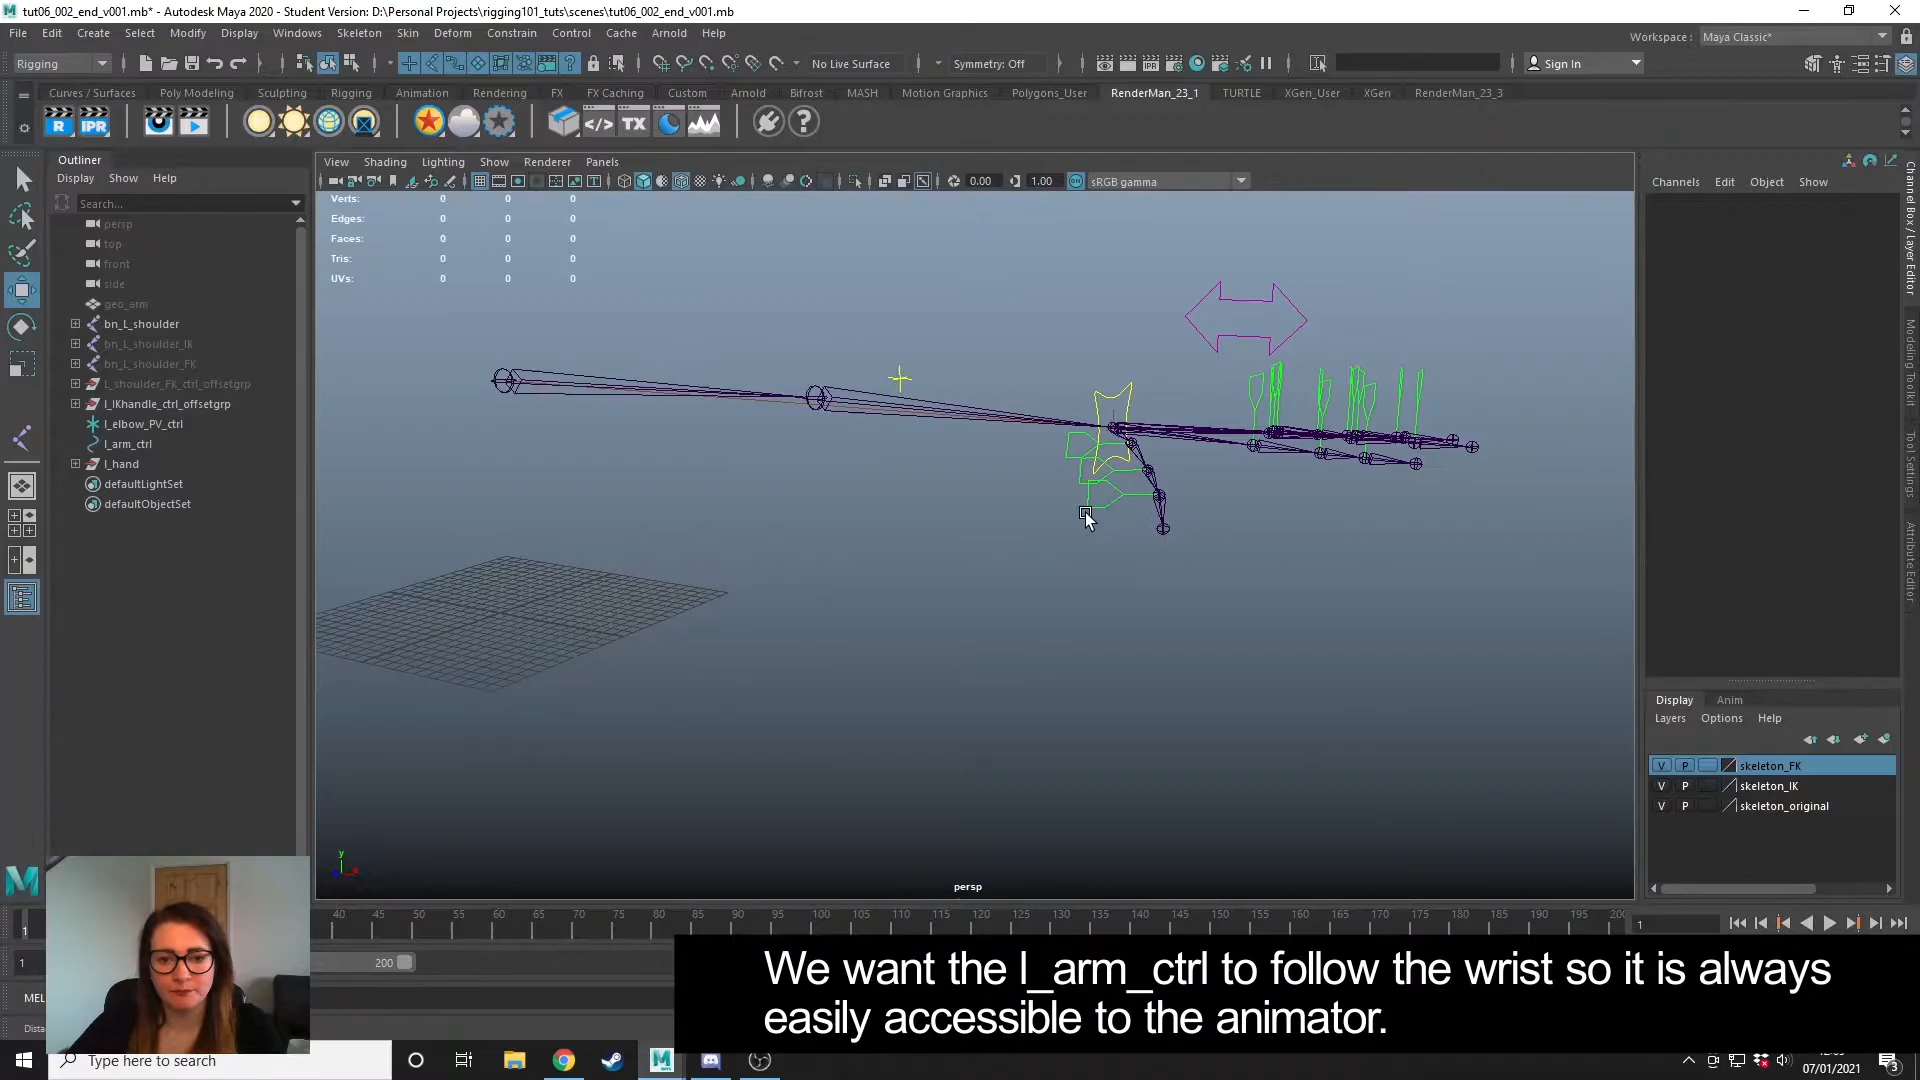 tut06_002_end_v001.mb* - Autodesk Maya 2020 - Student Version: D:\Personal Projects\rigging101_tuts\scenes\tut06_002_end_v001.mb
File Edit Create Select Modify Display Windows Skeleton Skin Deform Constrain Control Cache Arnold Help
Workspace : Maya Classic*
Rigging
No Live Surface
Symmetry: Off
Sign In
Curves / Surfaces Poly Modeling Sculpting Rigging Animation Rendering FX FX Caching Custom Arnold Bifrost MASH Motion Graphics Polygons_User RenderMan_23_1 TURTLE XGen_User XGen RenderMan_23_3
R IPR </> TX ?
Outliner
Display Show Help
Search...
persp
top
front
side
geo_arm
bn_L_shoulder
bn_L_shoulder_IK
bn_L_shoulder_FK
L_shoulder_FK_ctrl_offsetgrp
l_IKhandle_ctrl_offsetgrp
l_elbow_PV_ctrl
l_arm_ctrl
l_hand
defaultLightSet
defaultObjectSet
View Shading Lighting Show Renderer Panels
0.00 1.00 sRGB gamma
Verts: 0 0 0
Edges: 0 0 0
Faces: 0 0 0
Tris: 0 0 0
UVs: 0 0 0
y
x
persp
Channels Edit Object Show
Channel Box / Layer Editor
Modeling Toolkit
Tool Settings
Attribute Editor
Display Anim
Layers Options Help
V P skeleton_FK
V P skeleton_IK
V P skeleton_original
1 40 45 50 55 60 65 70 75 80 85 90 95 100 105 110 115 120 125 130 135 140 145 150 155 160 165 170 175 180 185 190 195 200
1
1
200
MEL
Dista
We want the l_arm_ctrl to follow the wrist so it is always
easily accessible to the animator.
Type here to search
07/01/2021
3